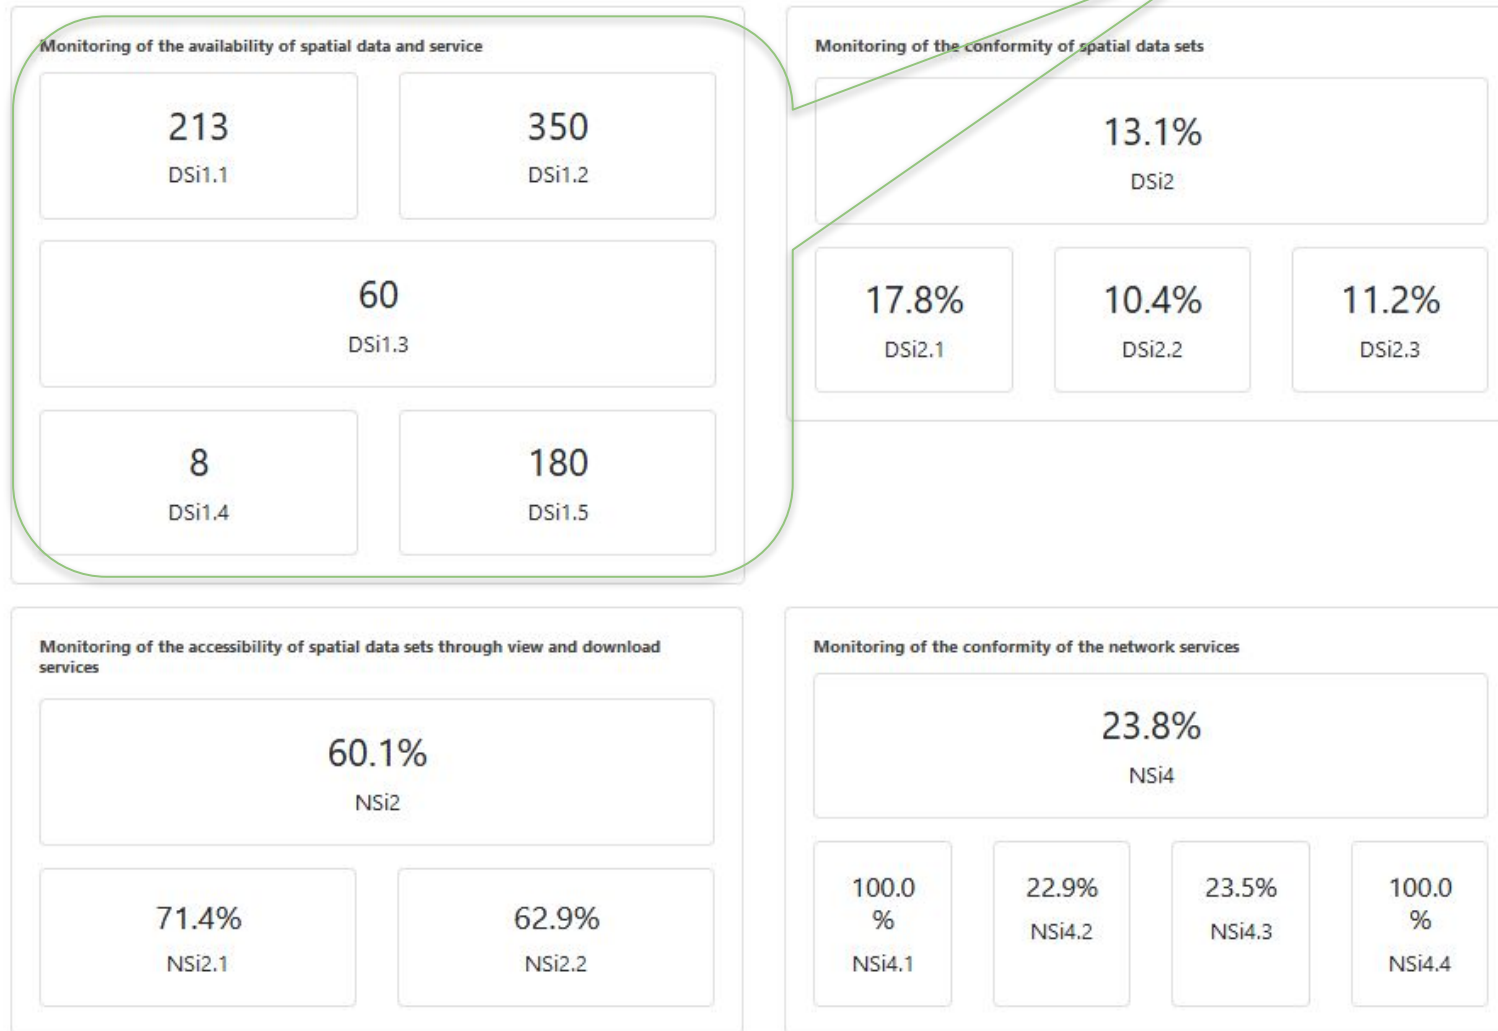 Monitoring of the availability of spatial data and service
213
DSi1.1
350
DSi1.2
60
DSi1.3
8
DSi1.4
180
DSi1.5
Monitoring of the conformity of spatial data sets
13.1%
DSi2
17.8%
DSi2.1
10.4%
DSi2.2
11.2%
DSi2.3
Monitoring of the accessibility of spatial data sets through view and download
services
60.1%
NSi2
71.4%
NSi2.1
62.9%
NSi2.2
Monitoring of the conformity of the network services
23.8%
NSi4
100.0
%
NSi4.1
22.9%
NSi4.2
23.5%
NSi4.3
100.0
%
NSi4.4